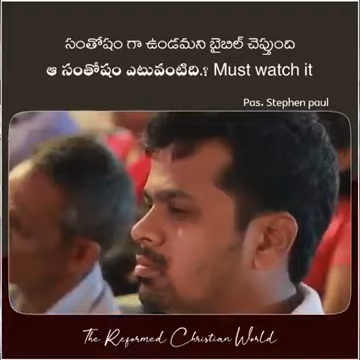 సంతోషం గా ఉండమని బైబిల్ చెప్తుంది
ఆ సంతోషం ఎటువంటిది.? Must watch it
Pas. Stephen paul
The Reformed Christian World